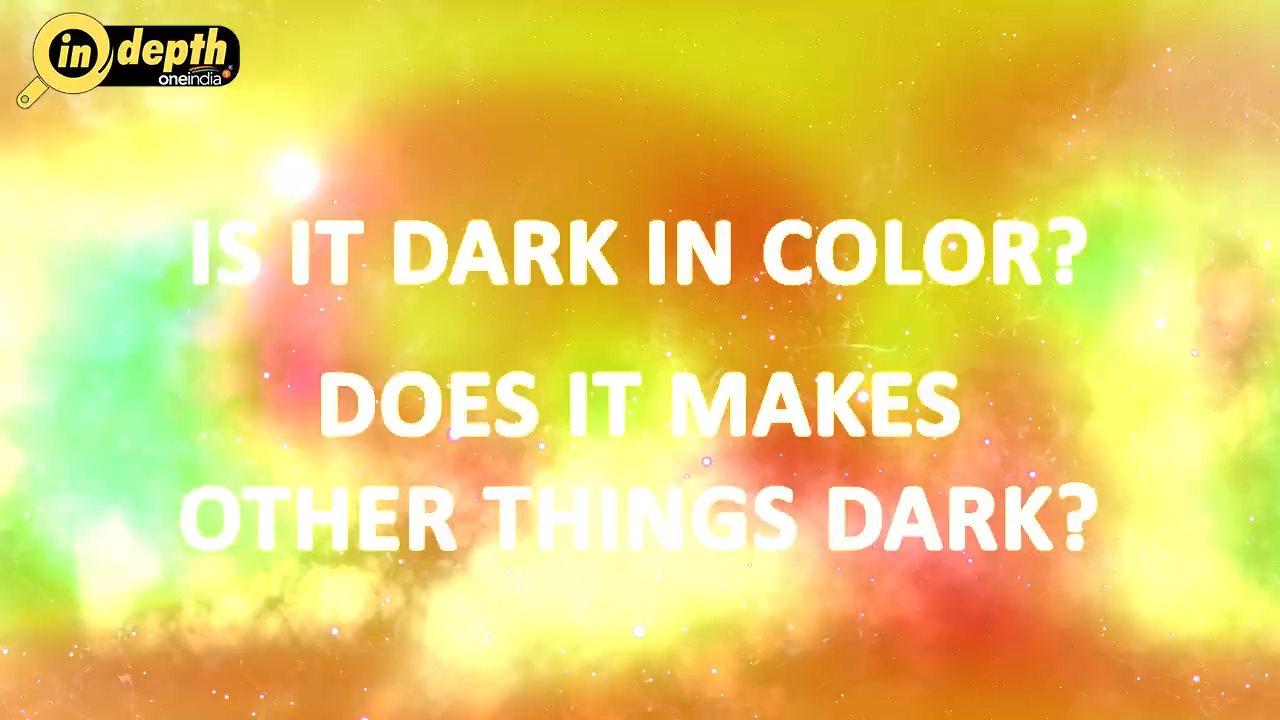 in depth
oneindia
IS IT DARK IN COLOR?
DOES IT MAKES
OTHER THINGS DARK?